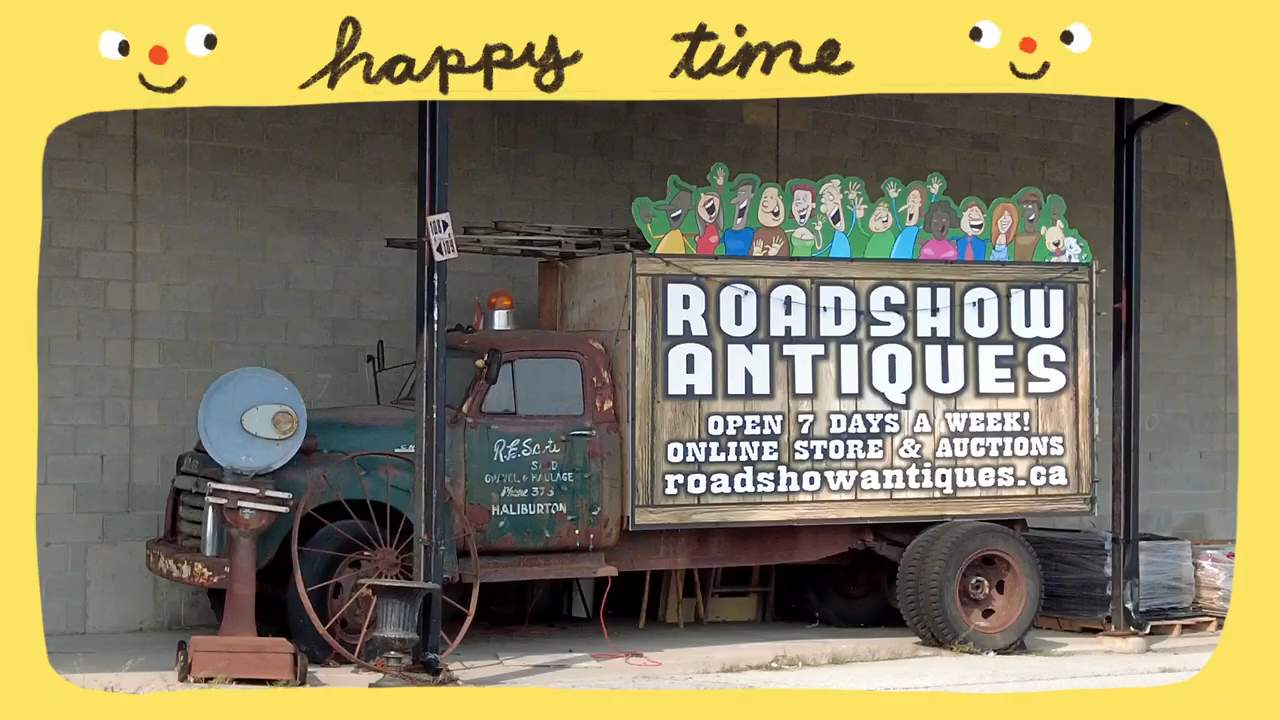 happy time
ROADSHOW
ANTIQUES
OPEN 7 DAYS A WEEK!
ONLINE STORE & AUCTIONS
roadshowantiques.ca
R.E. Scott
SAND
GRAVEL & HAULAGE
Phone 373
HALIBURTON